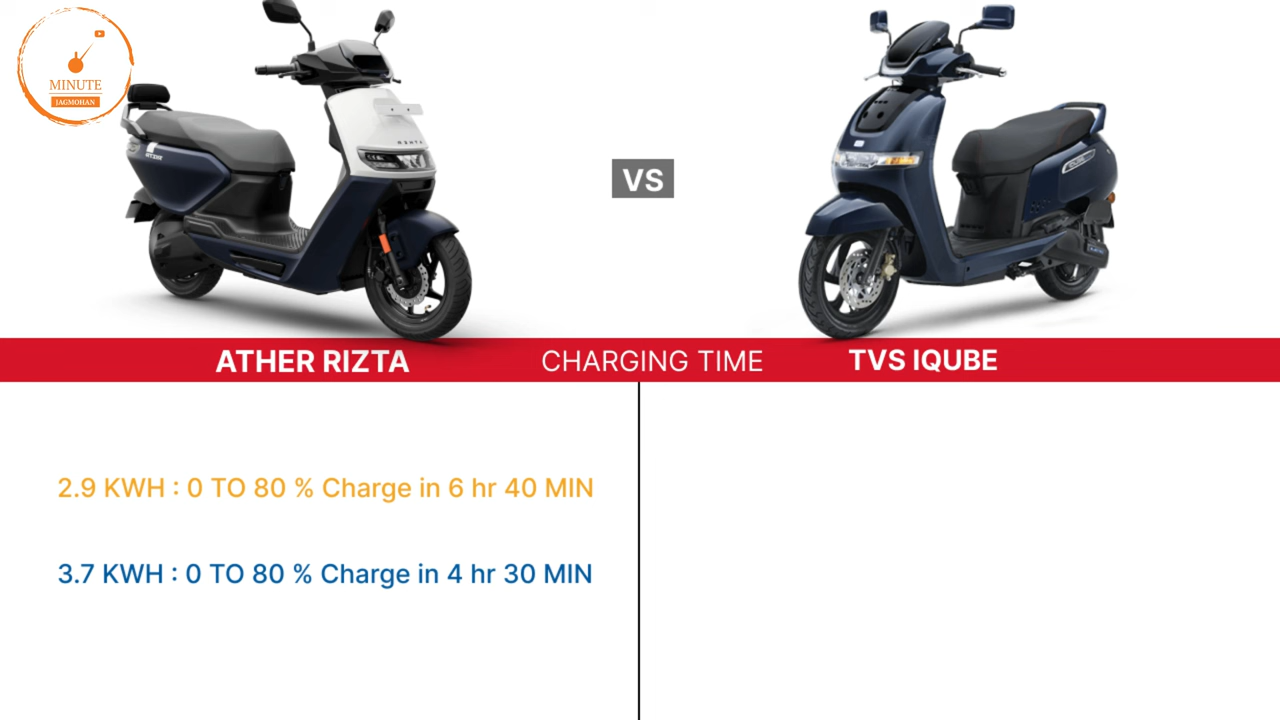 MINUTE
JAGMOHAN
RIZTA
VS
ATHER RIZTA
CHARGING TIME
TVS IQUBE
2.9 KWH : 0 TO 80 % Charge in 6 hr 40 MIN
3.7 KWH : 0 TO 80 % Charge in 4 hr 30 MIN